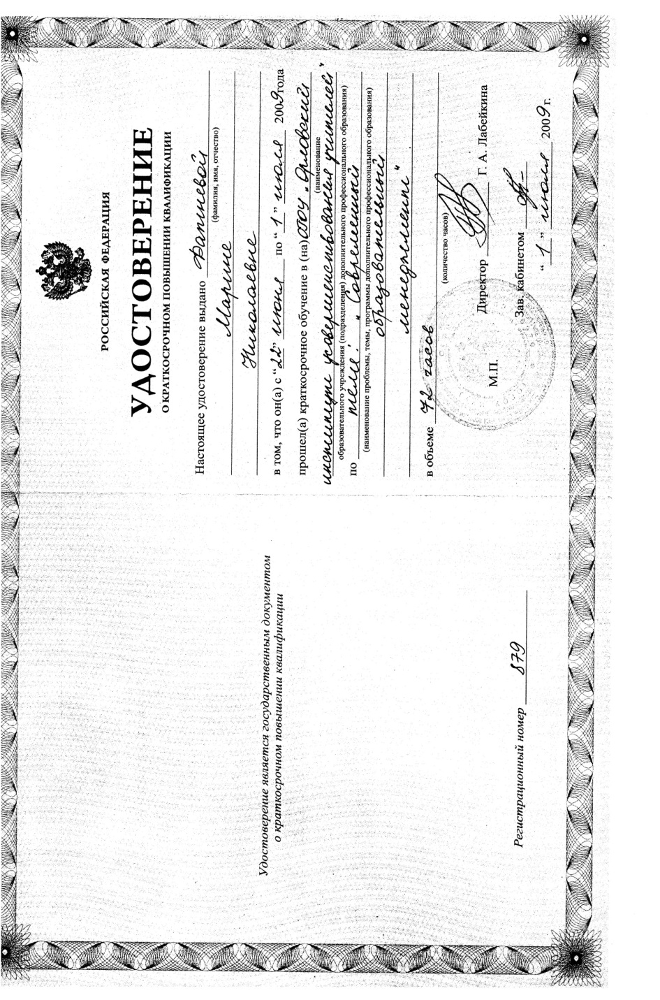 Удостоверение является государственным документом
о краткосрочном повышении квалификации
Регистрационный номер 879
РОССИЙСКАЯ ФЕДЕРАЦИЯ
УДОСТОВЕРЕНИЕ
О КРАТКОСРОЧНОМ ПОВЫШЕНИИ КВАЛИФИКАЦИИ
Настоящее удостоверение выдано
(фамилия, имя, отчество)
Марине
Николаевне
в том, что он(а) с “22” июня по “1” июля 2009 года
прошел(а) краткосрочное обучение в (на) ООУ „Орловский
(наименование
институт усовершенствования учителей“
образовательного учреждения (подразделения) дополнительного профессионального образования)
по теме: „Современный
(наименование проблемы, темы, программы дополнительного профессионального образования)
образовательный
менеджмент“
в объеме 72 часов
(количество часов)
Директор Г. А. Лабейкина
М.П.
Зав. кабинетом
“1” июля 2009 г.